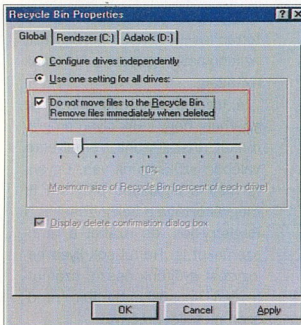 Recycle Bin Properties
Global
Rendszer (C:)
Adatok (D:)
Configure drives independently
Use one setting for all drives:
Do not move files to the Recycle Bin.
Remove files immediately when deleted
10%
Maximum size of Recycle Bin (percent of each drive)
Display delete confirmation dialog box
OK
Cancel
Apply